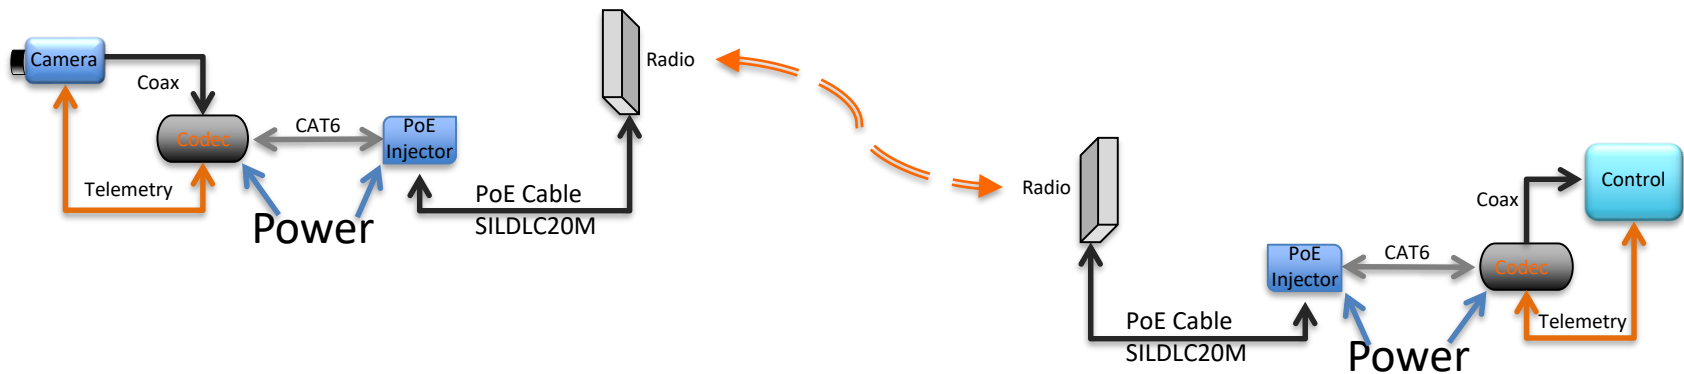 Camera
Coax
Codec
CAT6
PoE
Injector
Telemetry
Power
PoE Cable
SILDLC20M
Radio
Radio
PoE Cable
SILDLC20M
PoE
Injector
CAT6
Codec
Coax
Control
Telemetry
Power